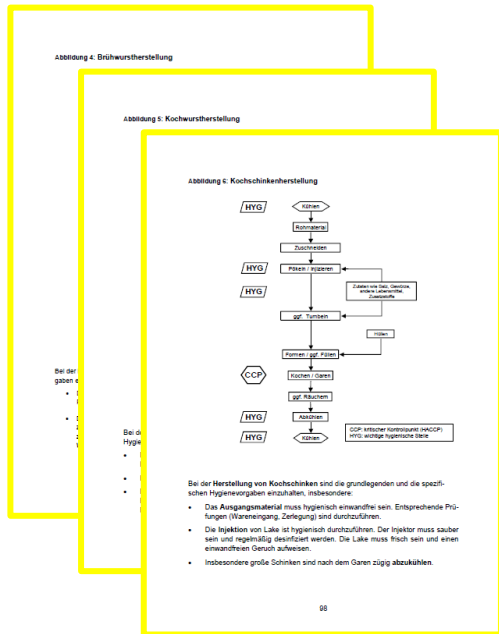 Abbildung 4: Brühwurstherstellung
Abbildung 5: Kochwurstherstellung
Abbildung 6: Kochschinkenherstellung
HYG
Kühlen
Rohmaterial
Zuschneiden
HYG
Pökeln / injizieren
HYG
Zutaten wie Salz, Gewürze,
andere Lebensmittel,
Zusatzstoffe
ggf. Tumbeln
Hüllen
Formen / ggf. Füllen
CCP
Kochen / Garen
ggf. Räuchern
HYG
Abkühlen
HYG
Kühlen
CCP: kritischer Kontrollpunkt (HACCP)
HYG: wichtige hygienische Stelle
Bei der
gaben e
Bei de
Hygie
Bei der Herstellung von Kochschinken sind die grundlegenden und die spezifi-
schen Hygienevorgaben einzuhalten, insbesondere:
• Das Ausgangsmaterial muss hygienisch einwandfrei sein. Entsprechende Prü-
fungen (Wareneingang, Zerlegung) sind durchzuführen.
• Die Injektion von Lake ist hygienisch durchzuführen. Der Injektor muss sauber
sein und regelmäßig desinfiziert werden. Die Lake muss frisch sein und einen
einwandfreien Geruch aufweisen.
• Insbesondere große Schinken sind nach dem Garen zügig abzukühlen.
98